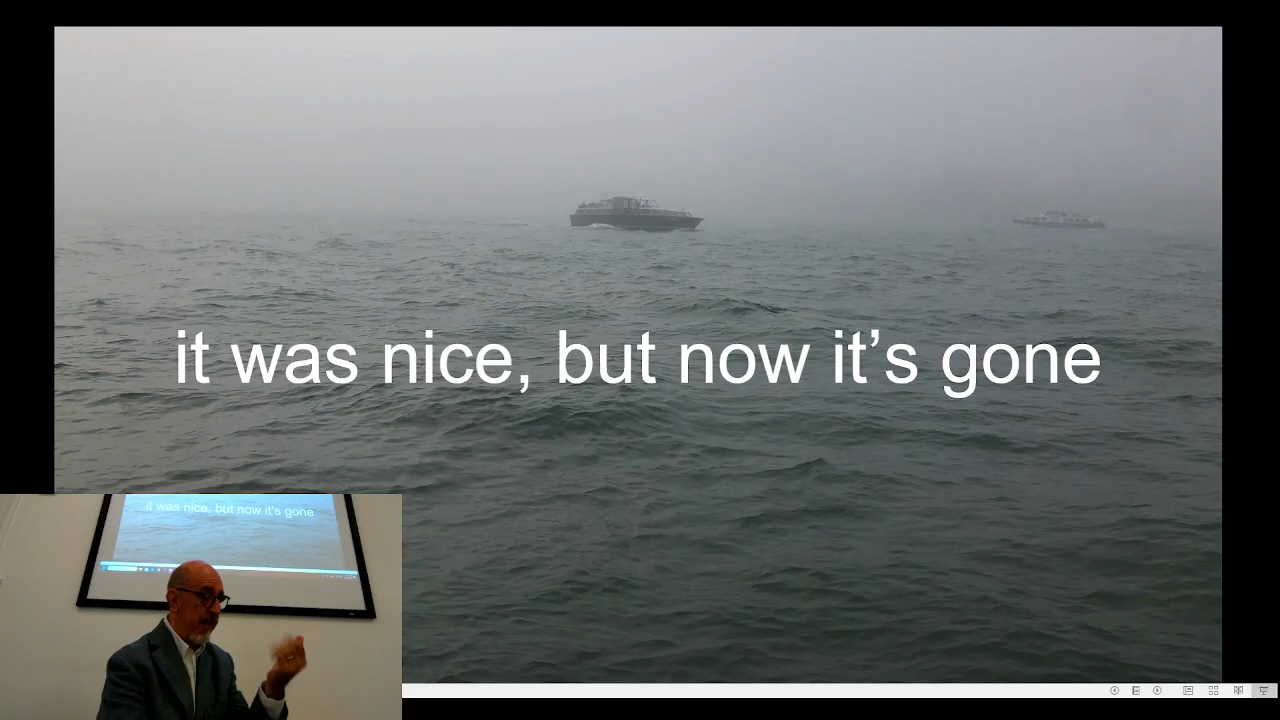 it was nice, but now it’s gone
it was nice, but now it's gone